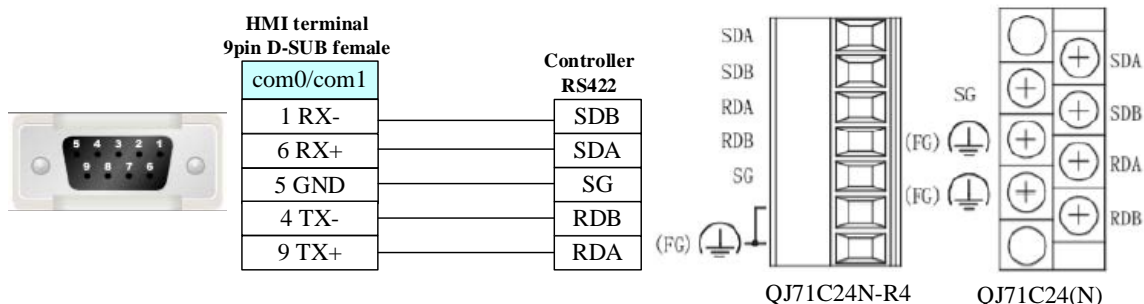 HMI terminal
9pin D-SUB female
com0/com1
1 RX-
6 RX+
5 GND
4 TX-
9 TX+
Controller
RS422
SDB
SDA
SG
RDB
RDA
5 4 3 2 1
9 8 7 6
SDA
SDB
RDA
RDB
SG
(FG)
QJ71C24N-R4
SG
(FG)
(FG)
SDA
SDB
RDA
RDB
QJ71C24(N)